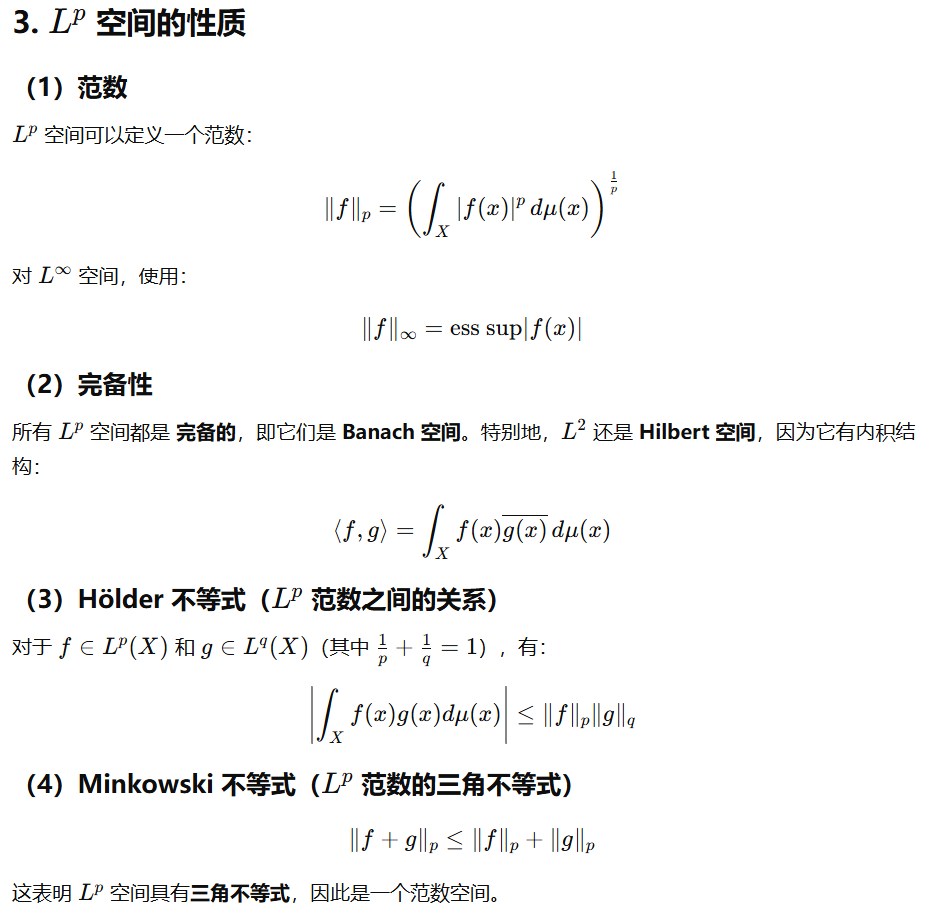 3. $L^p$ 空间的性质
（1）范数
$L^p$ 空间可以定义一个范数：
$$\|f\|_p = \left( \int_X |f(x)|^p \, d\mu(x) \right)^{\frac{1}{p}}$$
对 $L^\infty$ 空间，使用：
$$\|f\|_\infty = \text{ess sup} |f(x)|$$
（2）完备性
所有 $L^p$ 空间都是 完备的，即它们是 Banach 空间。特别地，$L^2$ 还是 Hilbert 空间，因为它有内积结
构：
$$\langle f, g \rangle = \int_X f(x) \overline{g(x)} \, d\mu(x)$$
（3）Hölder 不等式（$L^p$ 范数之间的关系）
对于 $f \in L^p(X)$ 和 $g \in L^q(X)$（其中 $\frac{1}{p} + \frac{1}{q} = 1$），有：
$$\left| \int_X f(x) g(x) d\mu(x) \right| \leq \|f\|_p \|g\|_q$$
（4）Minkowski 不等式（$L^p$ 范数的三角不等式）
$$\|f + g\|_p \leq \|f\|_p + \|g\|_p$$
这表明 $L^p$ 空间具有三角不等式，因此是一个范数空间。